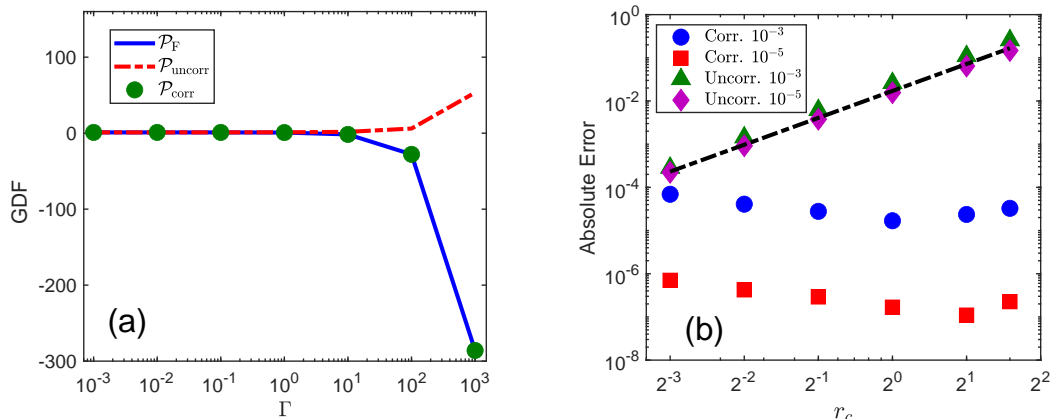 100
0
-100
-200
-300
GDF
10^-3 10^-2 10^-1 10^0 10^1 10^2 10^3
Γ
P_F
P_uncorr
P_corr
(a)
10^0
10^-2
10^-4
10^-6
10^-8
Absolute Error
2^-3 2^-2 2^-1 2^0 2^1 2^2
r_c
Corr. 10^-3
Corr. 10^-5
Uncorr. 10^-3
Uncorr. 10^-5
(b)